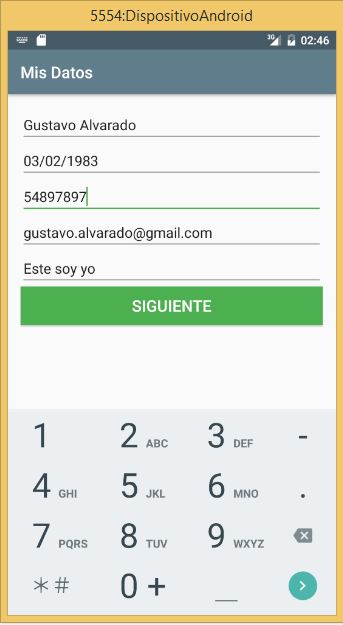 5554:DispositivoAndroid
3G 02:46
Mis Datos
Gustavo Alvarado
03/02/1983
54897897
gustavo.alvarado@gmail.com
Este soy yo
SIGUIENTE
1 2 ABC 3 DEF -
4 GHI 5 JKL 6 MNO .
7 PQRS 8 TUV 9 WXYZ
*# 0 + _